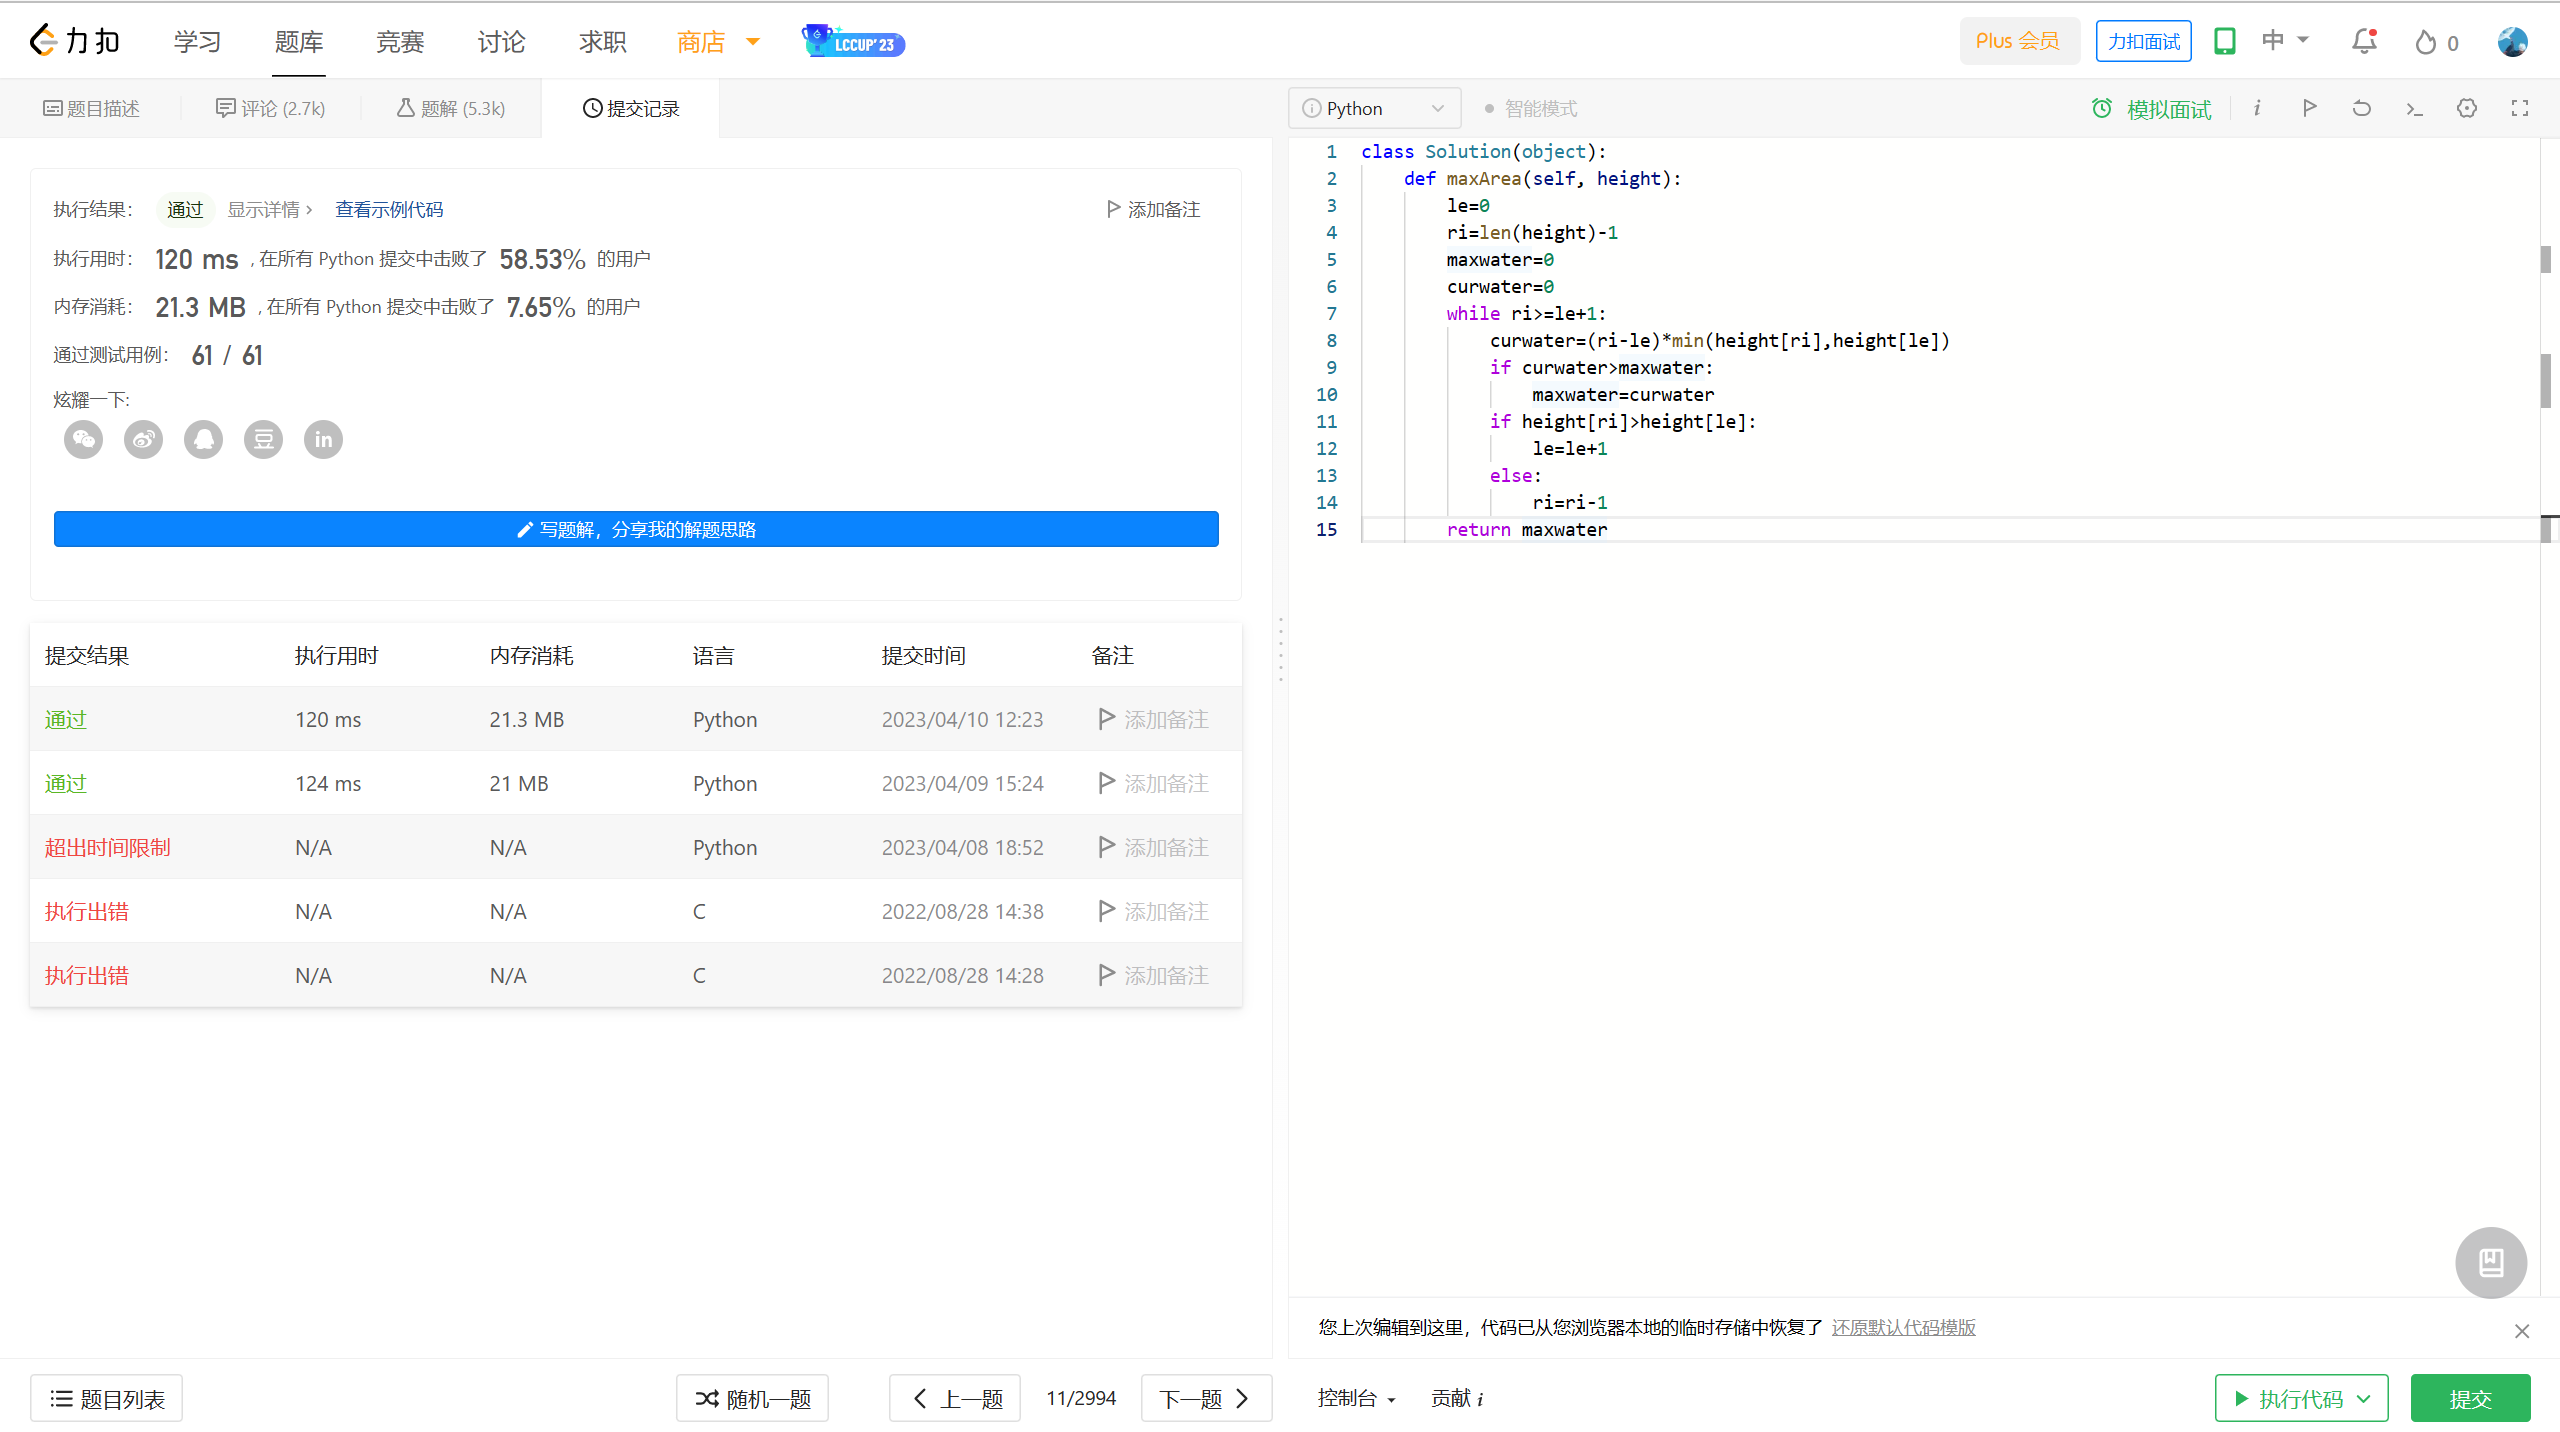 力扣 学习 题库 竞赛 讨论 求职 商店 LCCUP'23 Plus 会员 力扣面试 中 0
题目描述 评论 (2.7k) 题解 (5.3k) 提交记录
执行结果： 通过 显示详情 > 查看示例代码 添加备注
执行用时： 120 ms , 在所有 Python 提交中击败了 58.53% 的用户
内存消耗： 21.3 MB , 在所有 Python 提交中击败了 7.65% 的用户
通过测试用例： 61 / 61
炫耀一下:
豆 in
写题解，分享我的解题思路
提交结果 执行用时 内存消耗 语言 提交时间 备注
通过 120 ms 21.3 MB Python 2023/04/10 12:23 添加备注
通过 124 ms 21 MB Python 2023/04/09 15:24 添加备注
超出时间限制 N/A N/A Python 2023/04/08 18:52 添加备注
执行出错 N/A N/A C 2022/08/28 14:38 添加备注
执行出错 N/A N/A C 2022/08/28 14:28 添加备注
题目列表 随机一题 上一题 11/2994 下一题
Python 智能模式 模拟面试 i
1 class Solution(object):
2 def maxArea(self, height):
3 le=0
4 ri=len(height)-1
5 maxwater=0
6 curwater=0
7 while ri>=le+1:
8 curwater=(ri-le)*min(height[ri],height[le])
9 if curwater>maxwater:
10 maxwater=curwater
11 if height[ri]>height[le]:
12 le=le+1
13 else:
14 ri=ri-1
15 return maxwater
您上次编辑到这里，代码已从您浏览器本地的临时存储中恢复了 还原默认代码模版
控制台 贡献 i 执行代码 提交